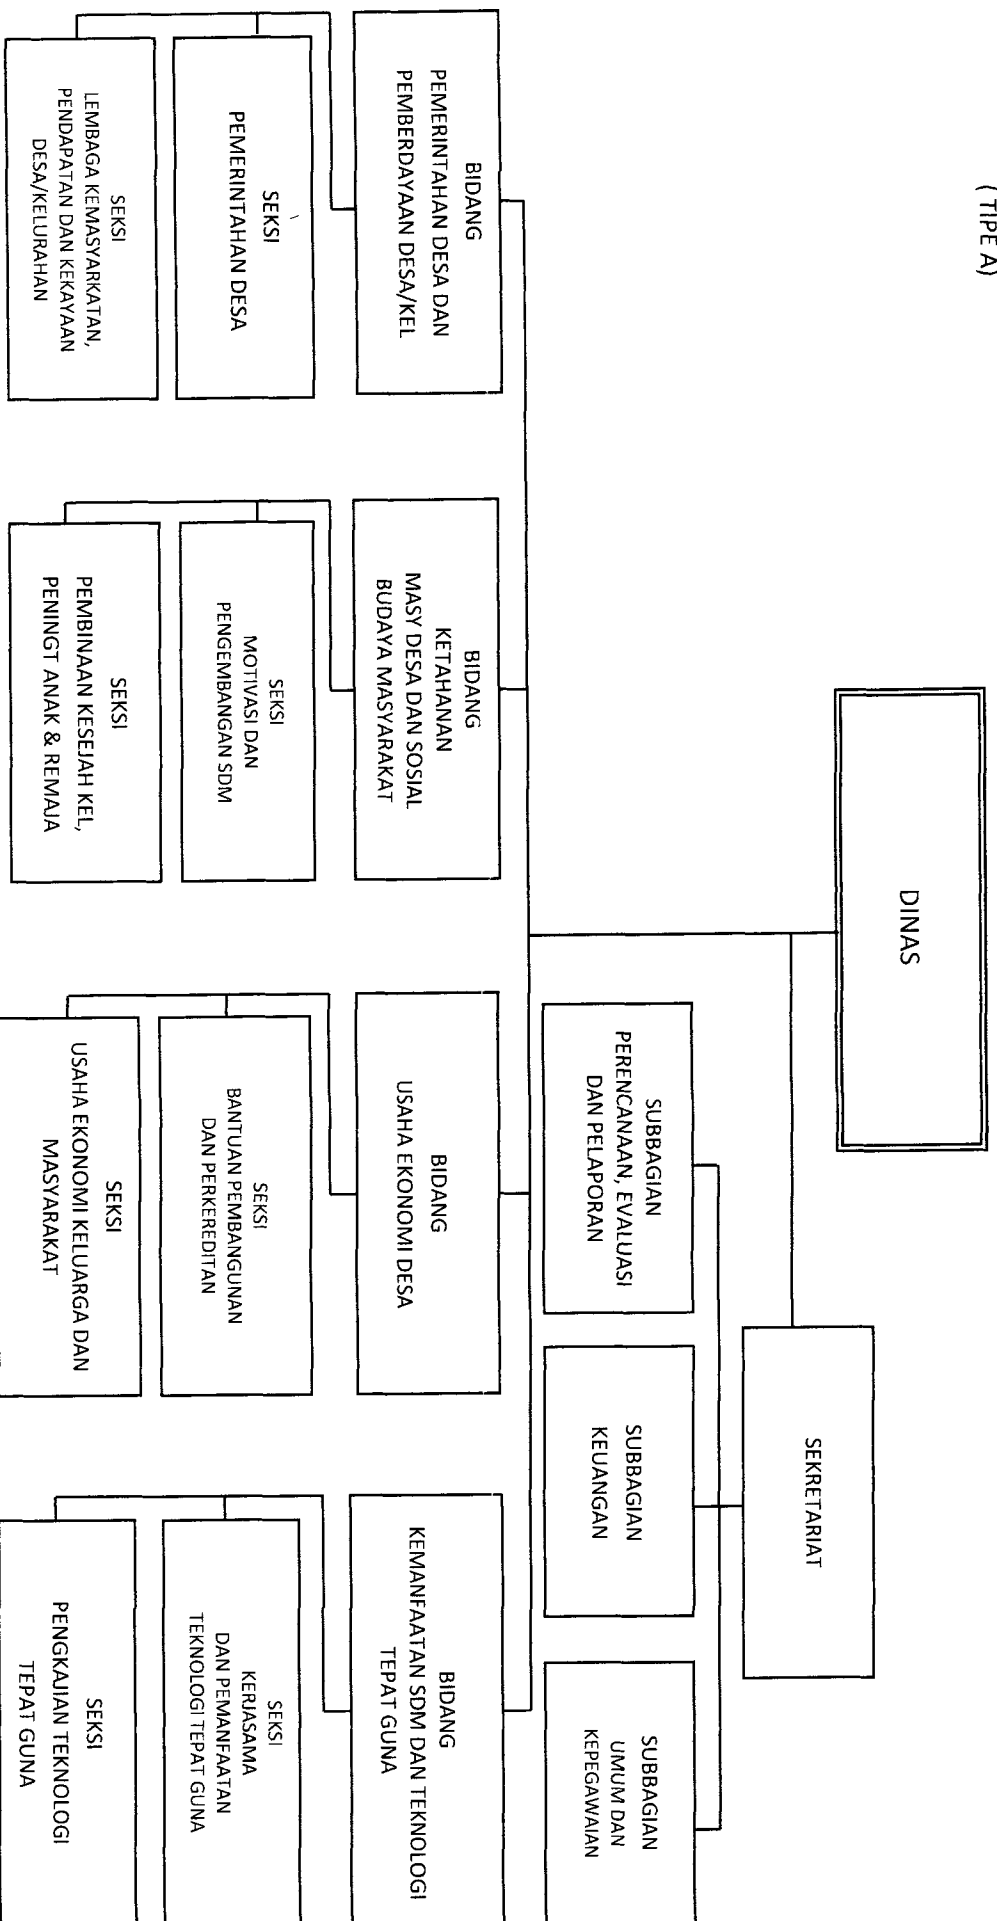 ( TIPE A)
DINAS
SEKRETARIAT
SUBBAGIAN
PERENCANAAN, EVALUASI
DAN PELAPORAN
SUBBAGIAN
KEUANGAN
SUBBAGIAN
UMUM DAN
KEPEGAWAIAN
BIDANG
PEMERINTAHAN DESA DAN
PEMBERDAYAAN DESA/KEL
SEKSI
PEMERINTAHAN DESA
SEKSI
LEMBAGA KEMASYARKATAN,
PENDAPATAN DAN KEKAYAAN
DESA/KELURAHAN
BIDANG
KETAHANAN
MASY DESA DAN SOSIAL
BUDAYA MASYARAKAT
SEKSI
MOTIVASI DAN
PENGEMBANGAN SDM
SEKSI
PEMBINAAN KESEJAH KEL,
PENINGT ANAK & REMAJA
BIDANG
USAHA EKONOMI DESA
SEKSI
BANTUAN PEMBANGUNAN
DAN PERKEREDITAN
SEKSI
USAHA EKONOMI KELUARGA DAN
MASYARAKAT
BIDANG
KEMANFAATAN SDM DAN TEKNOLOGI
TEPAT GUNA
SEKSI
KERJASAMA
DAN PEMANFAATAN
TEKNOLOGI TEPAT GUNA
SEKSI
PENGKAJIAN TEKNOLOGI
TEPAT GUNA